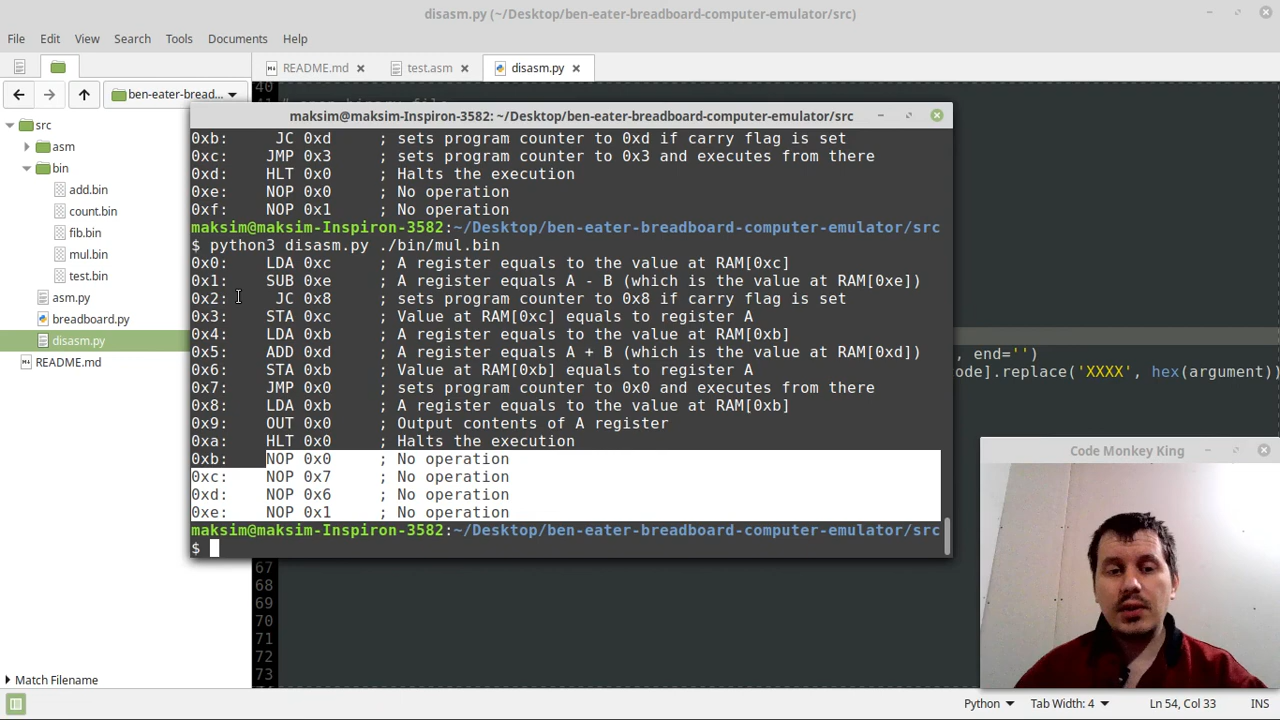 disasm.py (~/Desktop/ben-eater-breadboard-computer-emulator/src)
File Edit View Search Tools Documents Help
README.md
test.asm
disasm.py
ben-eater-bread...
src
asm
bin
add.bin
count.bin
fib.bin
mul.bin
test.bin
asm.py
breadboard.py
disasm.py
README.md
Match Filename
40
maksim@maksim-Inspiron-3582: ~/Desktop/ben-eater-breadboard-computer-emulator/src
0xb: JC 0xd ; sets program counter to 0xd if carry flag is set
0xc: JMP 0x3 ; sets program counter to 0x3 and executes from there
0xd: HLT 0x0 ; Halts the execution
0xe: NOP 0x0 ; No operation
0xf: NOP 0x1 ; No operation
maksim@maksim-Inspiron-3582:~/Desktop/ben-eater-breadboard-computer-emulator/src
$ python3 disasm.py ./bin/mul.bin
0x0: LDA 0xc ; A register equals to the value at RAM[0xc]
0x1: SUB 0xe ; A register equals A - B (which is the value at RAM[0xe])
0x2: JC 0x8 ; sets program counter to 0x8 if carry flag is set
0x3: STA 0xc ; Value at RAM[0xc] equals to register A
0x4: LDA 0xb ; A register equals to the value at RAM[0xb]
0x5: ADD 0xd ; A register equals A + B (which is the value at RAM[0xd])
0x6: STA 0xb ; Value at RAM[0xb] equals to register A
0x7: JMP 0x0 ; sets program counter to 0x0 and executes from there
0x8: LDA 0xb ; A register equals to the value at RAM[0xb]
0x9: OUT 0x0 ; Output contents of A register
0xa: HLT 0x0 ; Halts the execution
0xb: NOP 0x0 ; No operation
0xc: NOP 0x7 ; No operation
0xd: NOP 0x6 ; No operation
0xe: NOP 0x1 ; No operation
maksim@maksim-Inspiron-3582:~/Desktop/ben-eater-breadboard-computer-emulator/src
$
, end='')
ode].replace('XXXX', hex(argument))
Code Monkey King
67
68
69
70
71
72
73
Python Tab Width: 4 Ln 54, Col 33 INS